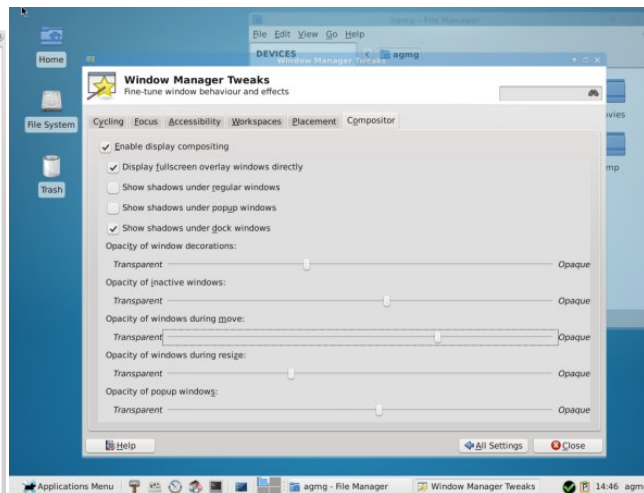 agmg - File Manager
File Edit View Go Help
DEVICES
agmg
Home
File System
Trash
Window Manager Tweaks
Window Manager Tweaks
Fine-tune window behaviour and effects
Cycling Focus Accessibility Workspaces Placement Compositor
Enable display compositing
Display fullscreen overlay windows directly
Show shadows under regular windows
Show shadows under popup windows
Show shadows under dock windows
Opacity of window decorations:
Transparent Opaque
Opacity of inactive windows:
Transparent Opaque
Opacity of windows during move:
Transparent Opaque
Opacity of windows during resize:
Transparent Opaque
Opacity of popup windows:
Transparent Opaque
Help All Settings Close
Applications Menu agmg - File Manager Window Manager Tweaks 14:46 agm